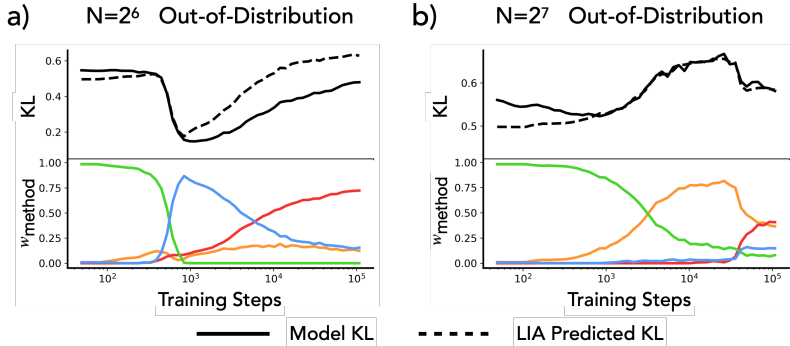 a) N=2⁶ Out-of-Distribution
KL
0.6
0.4
0.2
wmethod
1.00
0.75
0.50
0.25
0.00
10² 10³ 10⁴ 10⁵
Training Steps
b) N=2⁷ Out-of-Distribution
KL
0.6
0.5
wmethod
1.00
0.75
0.50
0.25
0.00
10² 10³ 10⁴ 10⁵
Training Steps
Model KL LIA Predicted KL